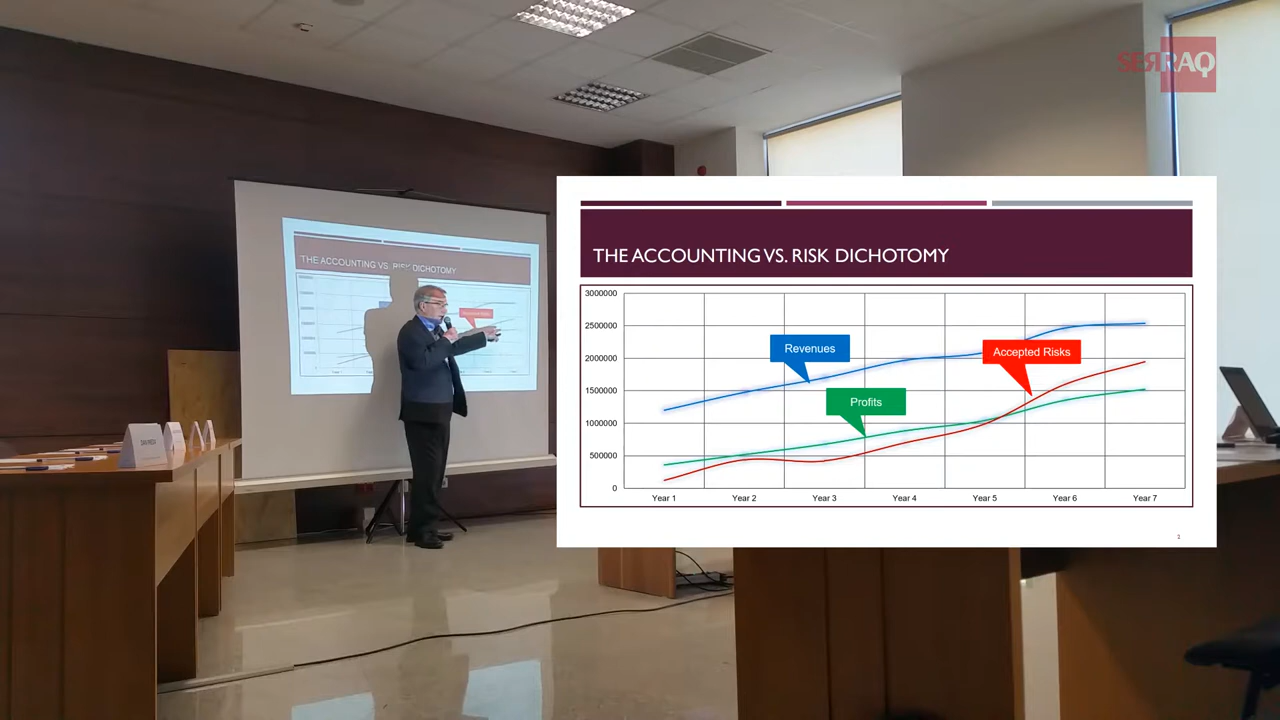 SERRAQ
THE ACCOUNTING VS. RISK DICHOTOMY
THE ACCOUNTING VS. RISK DICHOTOMY
3000000
2500000
2000000
1500000
1000000
500000
0
Revenues
Accepted Risks
Profits
Year 1 Year 2 Year 3 Year 4 Year 5 Year 6 Year 7
1